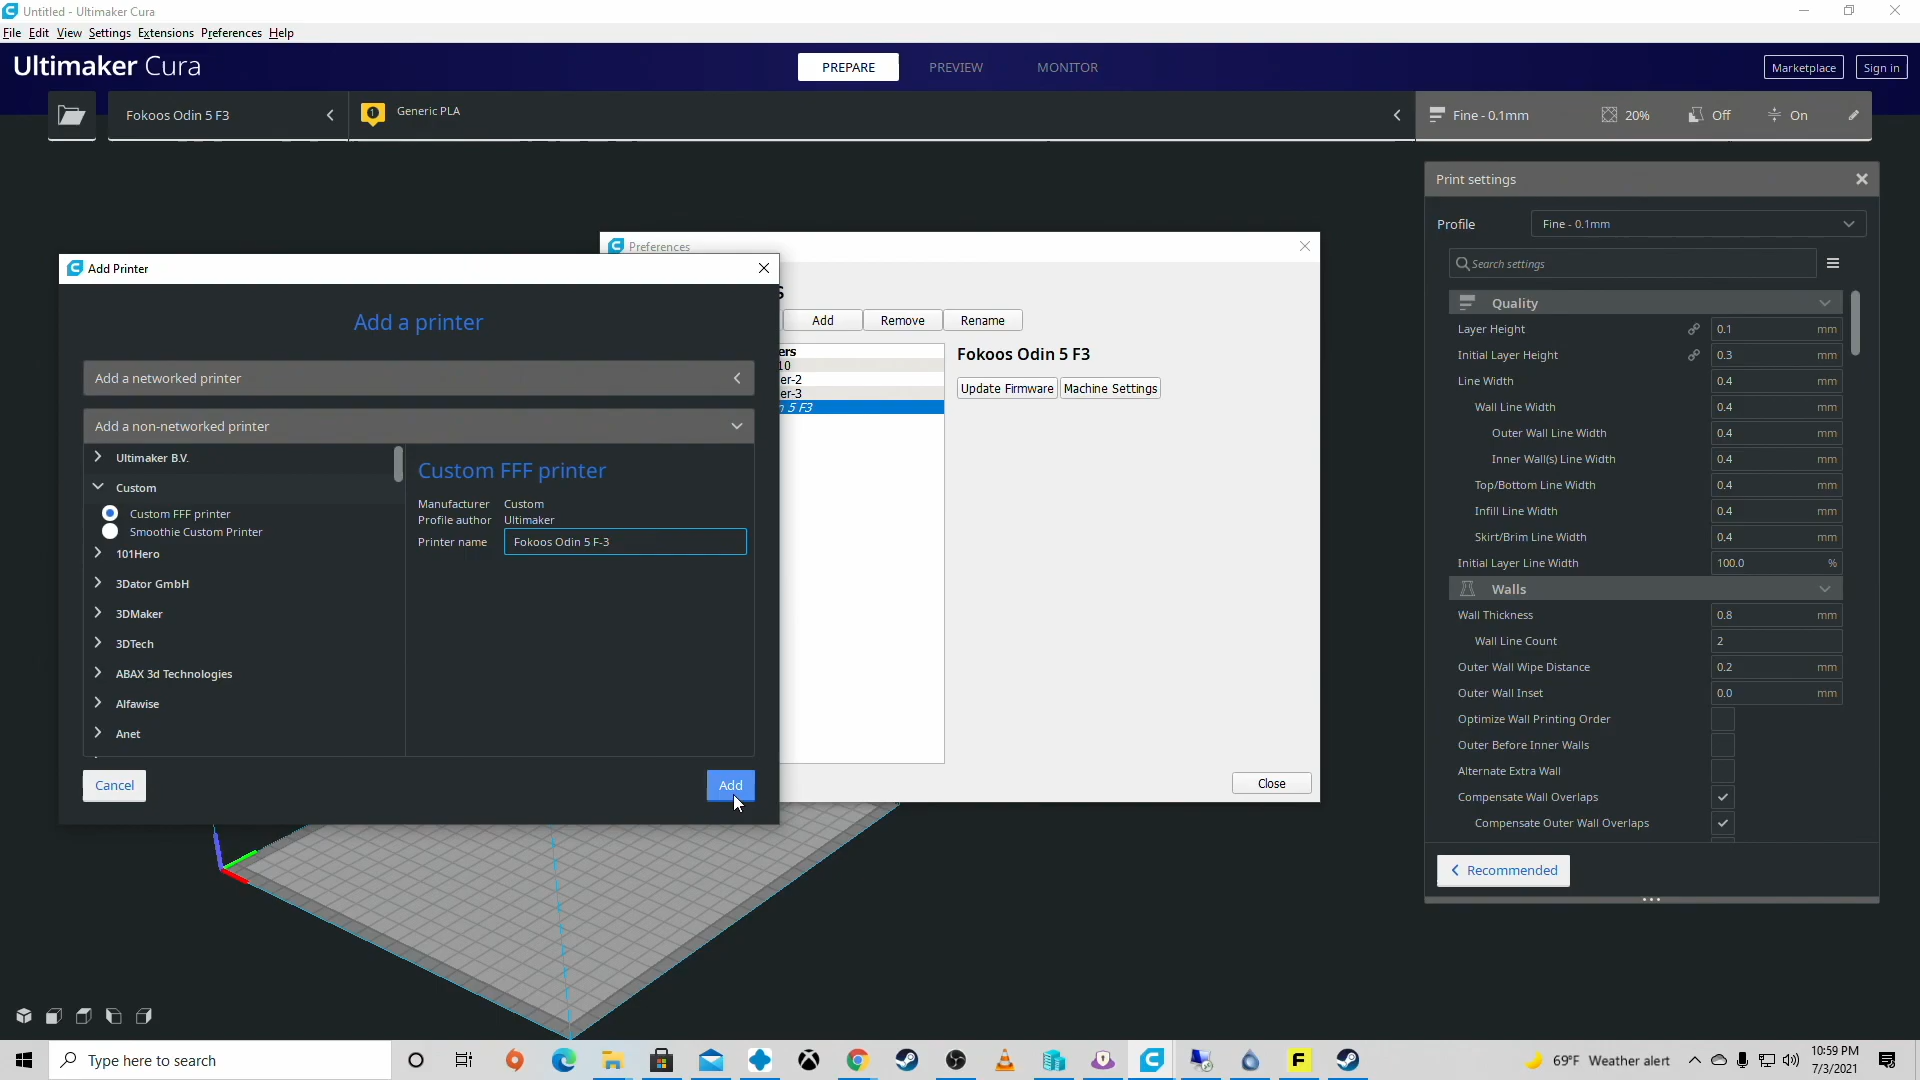 Untitled - Ultimaker Cura
File Edit View Settings Extensions Preferences Help
Ultimaker Cura
PREPARE PREVIEW MONITOR
Marketplace Sign in
Fokoos Odin 5 F3
1 Generic PLA
Fine - 0.1mm 20% Off On
Print settings
Profile Fine - 0.1mm
Search settings
Quality
Layer Height 0.1 mm
Initial Layer Height 0.3 mm
Line Width 0.4 mm
Wall Line Width 0.4 mm
Outer Wall Line Width 0.4 mm
Inner Wall(s) Line Width 0.4 mm
Top/Bottom Line Width 0.4 mm
Infill Line Width 0.4 mm
Skirt/Brim Line Width 0.4 mm
Initial Layer Line Width 100.0 %
Walls
Wall Thickness 0.8 mm
Wall Line Count 2
Outer Wall Wipe Distance 0.2 mm
Outer Wall Inset 0.0 mm
Optimize Wall Printing Order
Outer Before Inner Walls
Alternate Extra Wall
Compensate Wall Overlaps
Compensate Outer Wall Overlaps
Recommended
Preferences
s
Add Remove Rename
ers
10
er-2
er-3
n 5 F3
Fokoos Odin 5 F3
Update Firmware Machine Settings
Close
Add Printer
Add a printer
Add a networked printer
Add a non-networked printer
Ultimaker B.V.
Custom
Custom FFF printer
Smoothie Custom Printer
101Hero
3Dator GmbH
3DMaker
3DTech
ABAX 3d Technologies
Alfawise
Anet
Custom FFF printer
Manufacturer Custom
Profile author Ultimaker
Printer name Fokoos Odin 5 F-3
Cancel Add
Type here to search
F
69°F Weather alert
10:59 PM
7/3/2021